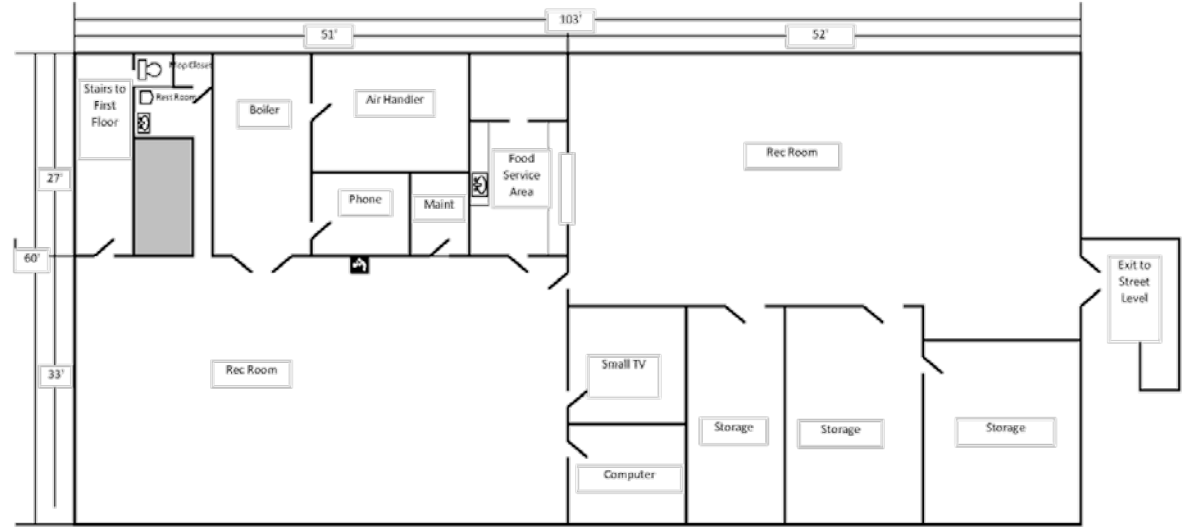 103'
51'
52'
Mop Closet
Stairs to
First
Floor
Rest Room
Boiler
Air Handler
Rec Room
Food
Service
Area
27'
Phone
Maint
60'
Exit to
Street
Level
33'
Rec Room
Small TV
Storage
Storage
Storage
Computer